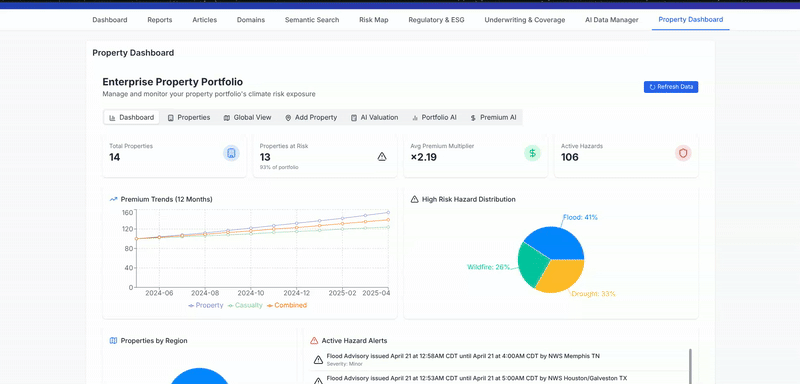 Dashboard Reports Articles Domains Semantic Search Risk Map Regulatory & ESG Underwriting & Coverage AI Data Manager Property Dashboard
Property Dashboard
Enterprise Property Portfolio
Manage and monitor your property portfolio's climate risk exposure
Refresh Data
Dashboard Properties Global View Add Property AI Valuation Portfolio AI Premium AI
Total Properties
14
Properties at Risk
13
93% of portfolio
Avg Premium Multiplier
×2.19
Active Hazards
106
Premium Trends (12 Months)
160
120
80
40
0
2024-06 2024-08 2024-10 2024-12 2025-02 2025-04
Property Casualty Combined
High Risk Hazard Distribution
Flood: 41%
Wildfire: 26%
Drought: 33%
Properties by Region
Active Hazard Alerts
Flood Advisory issued April 21 at 12:58AM CDT until April 21 at 4:00AM CDT by NWS Memphis TN
Severity: Minor
Flood Advisory issued April 21 at 12:53AM CDT until April 21 at 5:00AM CDT by NWS Houston/Galveston TX